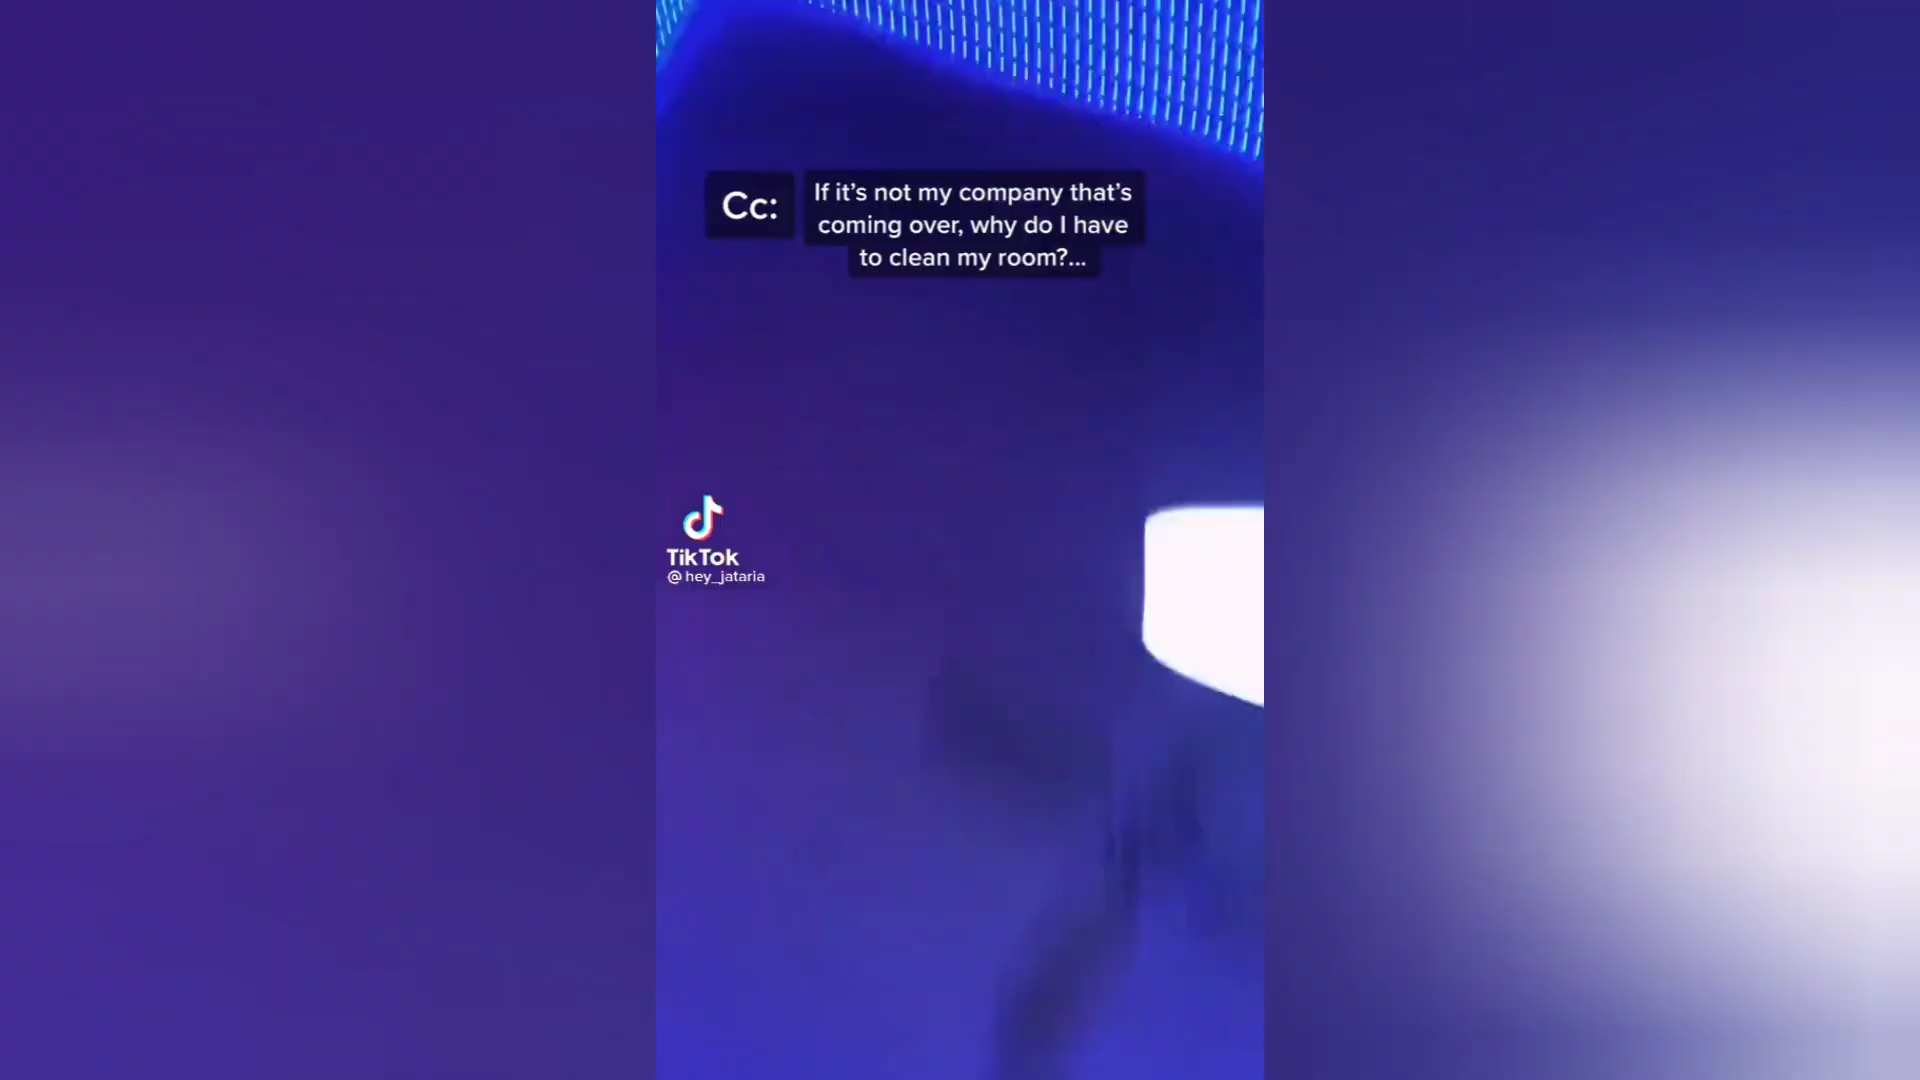 Cc:
If it's not my company that's
coming over, why do I have
to clean my room?...
TikTok
@hey_jataria